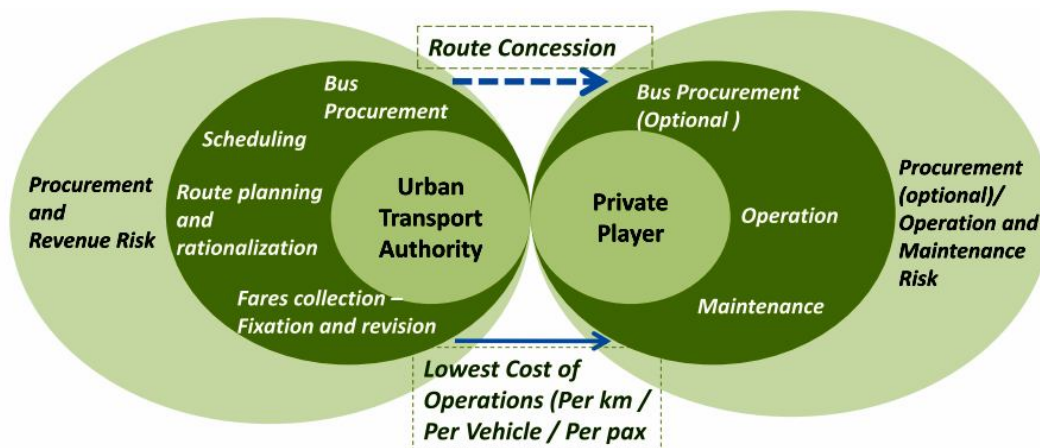 Route Concession
Bus
Procurement
Scheduling
Route planning
and
rationalization
Fares collection –
Fixation and revision
Procurement
and
Revenue Risk
Urban
Transport
Authority
Private
Player
Bus Procurement
(Optional )
Operation
Maintenance
Procurement
(optional)/
Operation and
Maintenance
Risk
Lowest Cost of
Operations (Per km /
Per Vehicle / Per pax